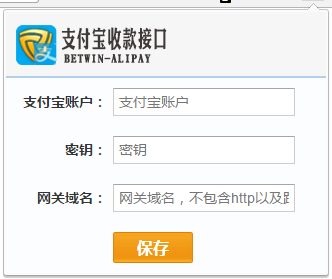 支付宝收款接口
BETWIN-ALIPAY
支付宝账户： 支付宝账户
密钥： 密钥
网关域名： 网关域名，不包含http以及
保存